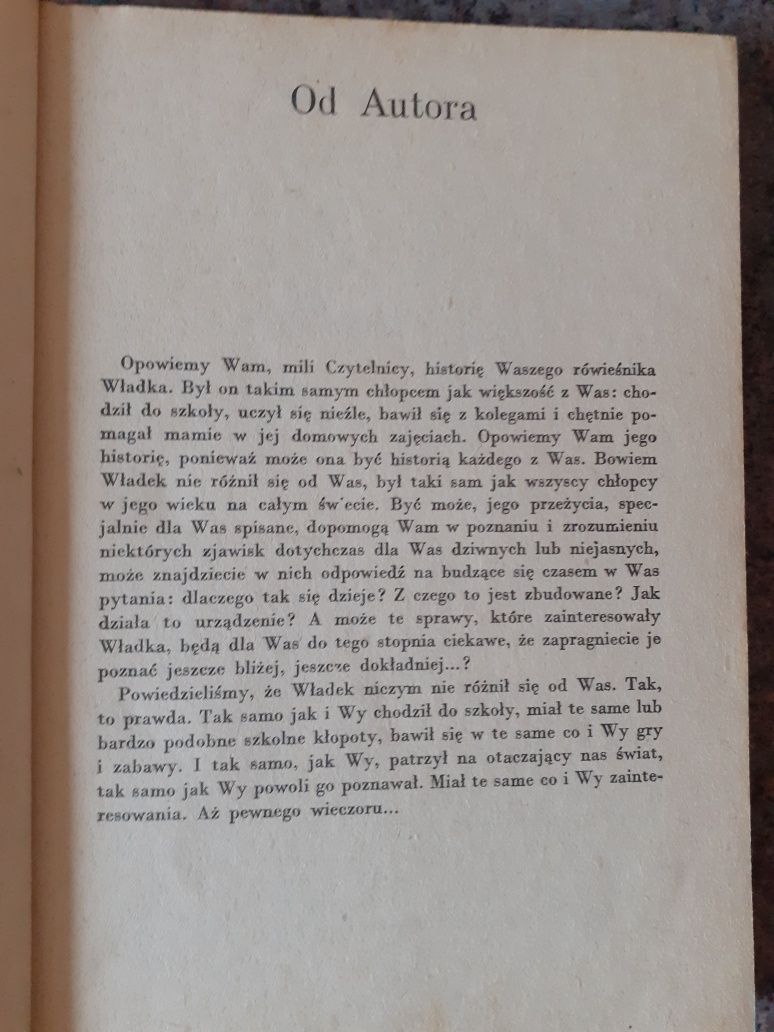 Od Autora
Opowiemy Wam, mili Czytelnicy, historię Waszego rówieśnika
Władka. Był on takim samym chłopcem jak większość z Was: cho-
dził do szkoły, uczył się nieźle, bawił się z kolegami i chętnie po-
magał mamie w jej domowych zajęciach. Opowiemy Wam jego
historię, ponieważ może ona być historią każdego z Was. Bowiem
Władek nie różnił się od Was, był taki sam jak wszyscy chłopcy
w jego wieku na całym świecie. Być może, jego przeżycia, spec-
jalnie dla Was spisane, dopomogą Wam w poznaniu i zrozumieniu
niektórych zjawisk dotychczas dla Was dziwnych lub niejasnych,
może znajdziecie w nich odpowiedź na budzące się czasem w Was
pytania: dlaczego tak się dzieje? Z czego to jest zbudowane? Jak
działa to urządzenie? A może te sprawy, które zainteresowały
Władka, będą dla Was do tego stopnia ciekawe, że zapragniecie je
poznać jeszcze bliżej, jeszcze dokładniej...?
Powiedzieliśmy, że Władek niczym nie różnił się od Was. Tak,
to prawda. Tak samo jak i Wy chodził do szkoły, miał te same lub
bardzo podobne szkolne kłopoty, bawił się w te same co i Wy gry
i zabawy. I tak samo, jak Wy, patrzył na otaczający nas świat,
tak samo jak Wy powoli go poznawał. Miał te same co i Wy zainte-
resowania. Aż pewnego wieczoru...